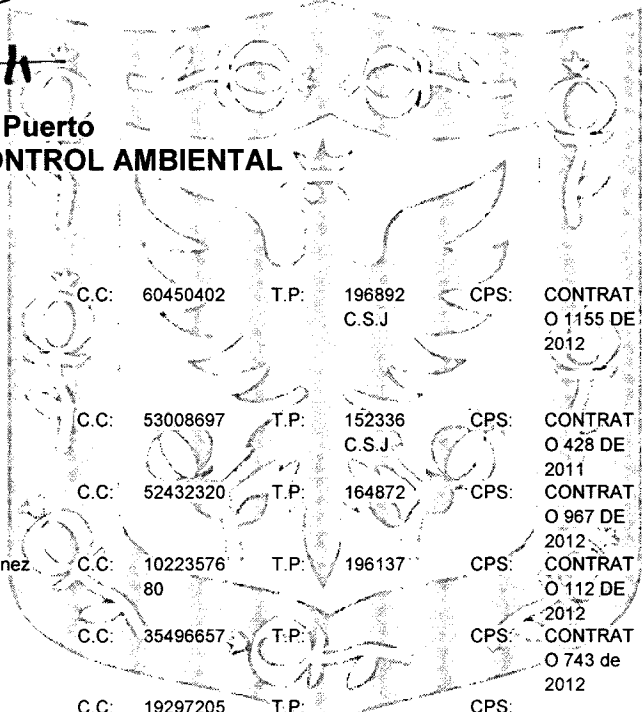 Puerto
ONTROL AMBIENTAL
C.C: 60450402 T.P: 196892 CPS: CONTRAT
C.S.J O 1155 DE
2012
C.C: 53008697 T.P: 152336 CPS: CONTRAT
C.S.J O 428 DE
2011
C.C: 52432320 T.P: 164872 CPS: CONTRAT
O 967 DE
2012
nez C.C: 10223576 T.P: 196137 CPS: CONTRAT
80 O 112 DE
2012
C.C: 35496657 T.P: CPS: CONTRAT
O 743 de
2012
C.C: 19297205 T.P: CPS: